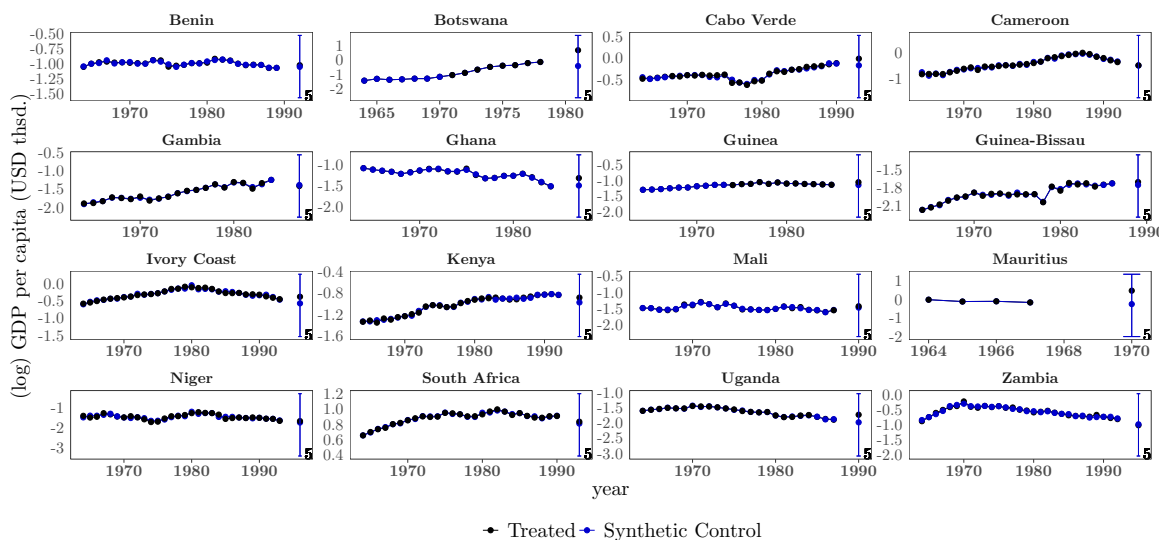 Benin Botswana Cabo Verde Cameroon
-0.50 -0.75 -1.00 -1.25 -1.50
1 0 -1 -2
0.5 0.0 -0.5
0 -1
5 5 5 5
1970 1980 1990
1965 1970 1975 1980
1970 1980 1990
1970 1980 1990
Gambia Ghana Guinea Guinea-Bissau
-0.5 -1.0 -1.5 -2.0
-1.0 -1.5 -2.0
-0.5 -1.0 -1.5 -2.0
-1.5 -1.8 -2.1
5 5 5 5
1970 1980
1970 1980
1970 1980
1970 1980 1990
Ivory Coast Kenya Mali Mauritius
0.0 -0.5 -1.0 -1.5
-0.4 -0.8 -1.2 -1.6
-0.5 -1.0 -1.5 -2.0
1 0 -1 -2
5 5 5 5
1970 1980 1990
1970 1980 1990
1970 1980 1990
1964 1966 1968 1970
Niger South Africa Uganda Zambia
-1 -2 -3
1.2 1.0 0.8 0.6 0.4
-1.0 -1.5 -2.0 -2.5 -3.0
0.0 -0.5 -1.0 -1.5 -2.0
5 5 5 5
1970 1980 1990
1970 1980 1990
1970 1980 1990
1970 1980 1990
(log) GDP per capita (USD thsd.)
year
Treated Synthetic Control